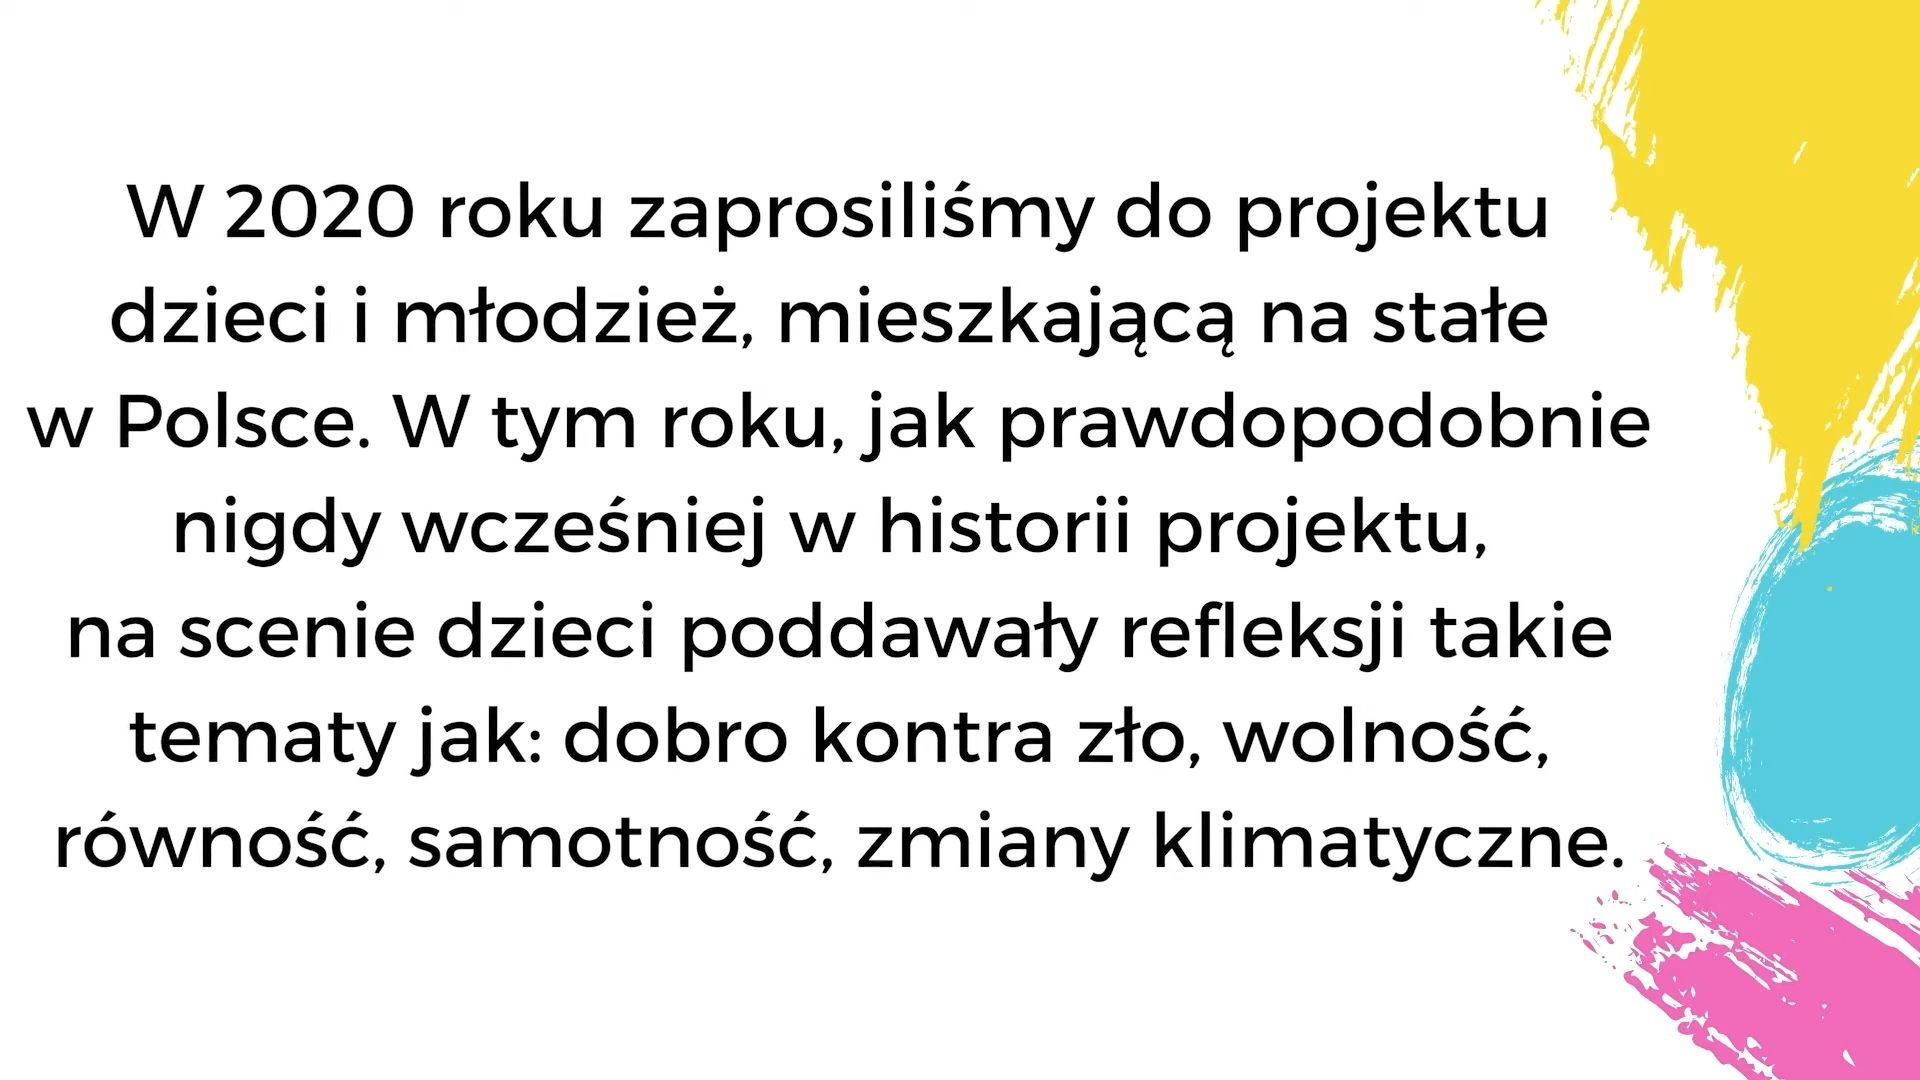 W 2020 roku zaprosiliśmy do projektu
dzieci i młodzież, mieszkającą na stałe
w Polsce. W tym roku, jak prawdopodobnie
nigdy wcześniej w historii projektu,
na scenie dzieci poddawały refleksji takie
tematy jak: dobro kontra zło, wolność,
równość, samotność, zmiany klimatyczne.